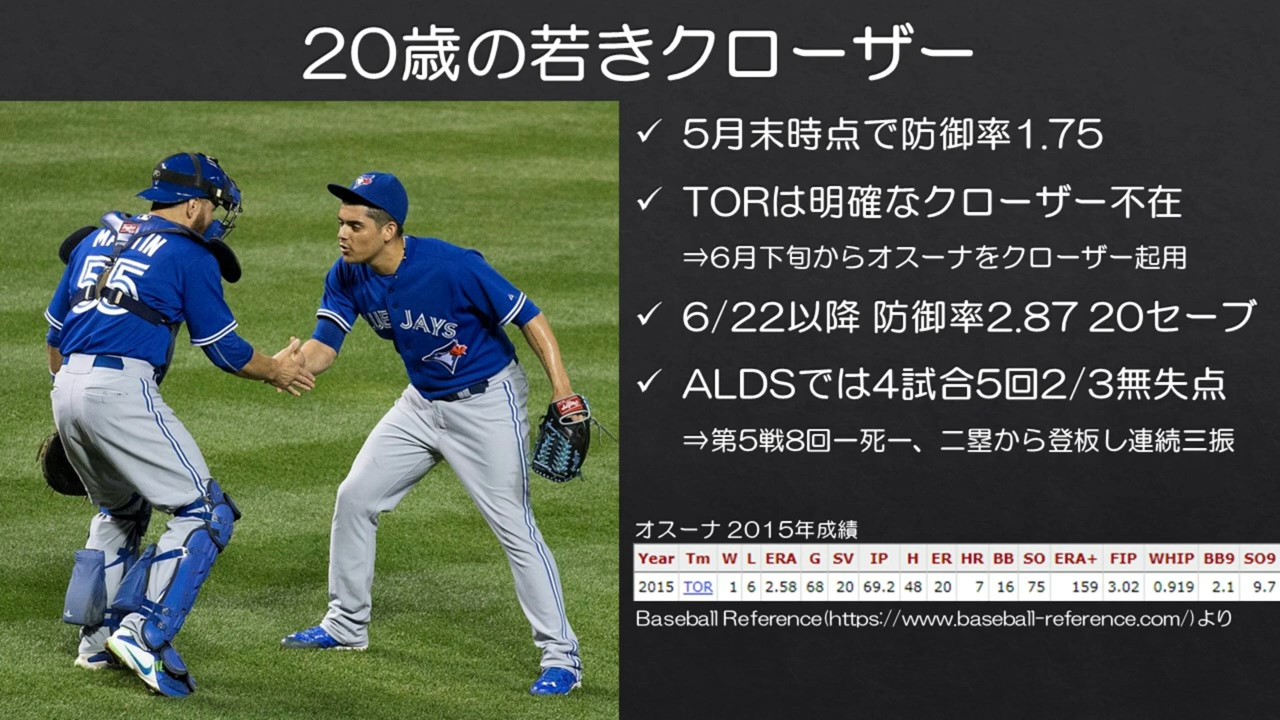 20歳の若きクローザー
✓ 5月末時点で防御率1.75
✓ TORは明確なクローザー不在
⇒6月下旬からオスーナをクローザー起用
✓ 6/22以降 防御率2.87 20セーブ
✓ ALDSでは4試合5回2/3無失点
⇒第5戦8回一死一、二塁から登板し連続三振
MARTIN
55
BLUE JAYS
オスーナ 2015年成績
Year Tm W L ERA G SV IP H ER HR BB SO ERA+ FIP WHIP BB9 SO9
2015 TOR 1 6 2.58 68 20 69.2 48 20 7 16 75 159 3.02 0.919 2.1 9.7
Baseball Reference(https://www.baseball-reference.com/)より